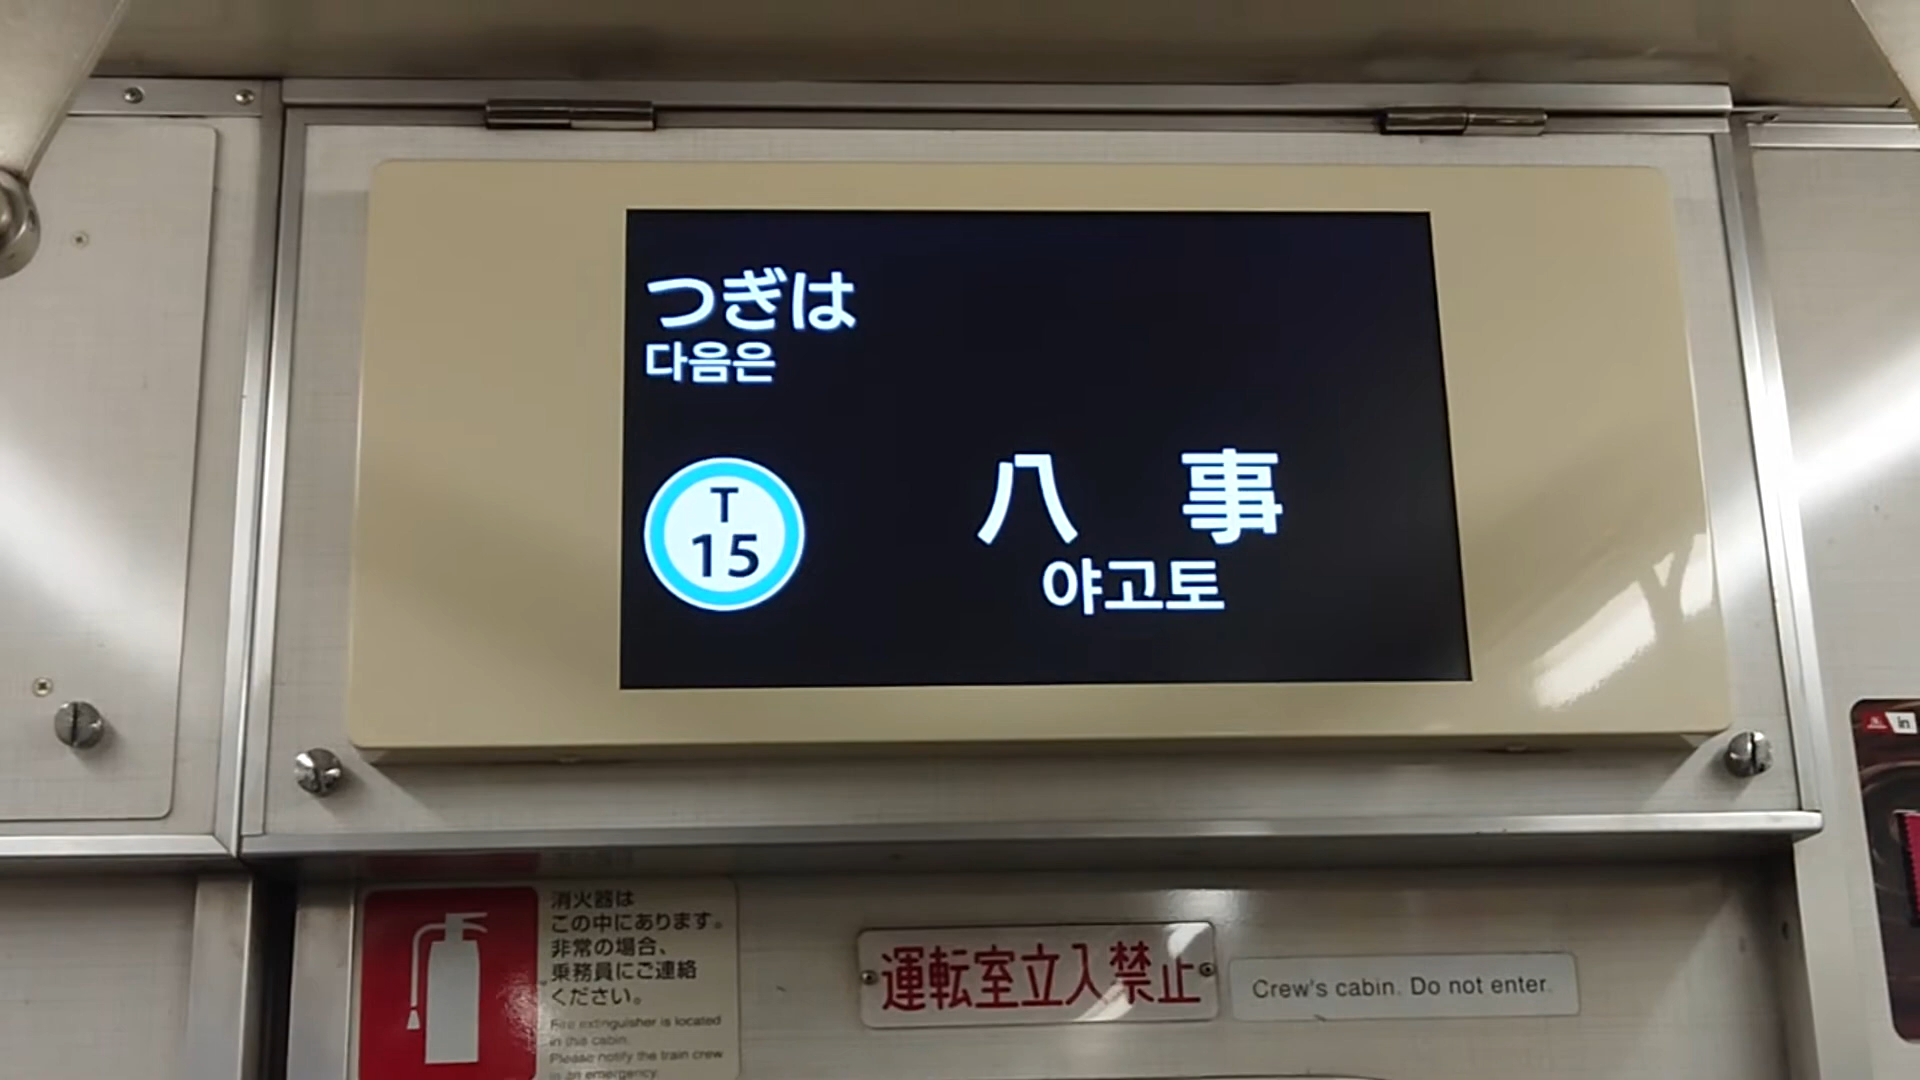 つぎは
다음은
T
15
八 事
야고토
消火器は
この中にあります。
非常の場合、
乗務員にご連絡
ください。
Fire extinguisher is located
in this cabin.
Please notify the train crew
in an emergency.
運転室立入禁止
Crew's cabin. Do not enter.
in